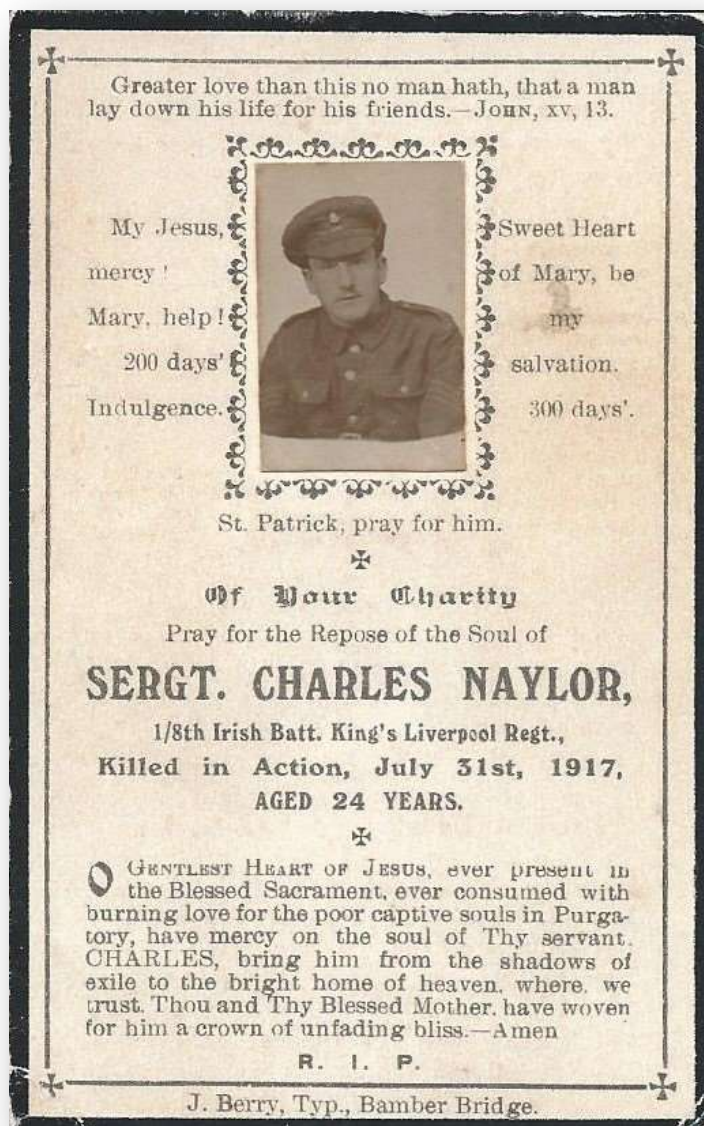 Greater love than this no man hath, that a man
lay down his life for his friends.—John, xv, 13.
My Jesus,
mercy!
Mary, help!
200 days'
Indulgence.
Sweet Heart
of Mary, be
my
salvation.
300 days'.
St. Patrick, pray for him.
Of Your Charity
Pray for the Repose of the Soul of
SERGT. CHARLES NAYLOR,
1/8th Irish Batt. King's Liverpool Regt.,
Killed in Action, July 31st, 1917,
AGED 24 YEARS.
O GENTLEST HEART OF JESUS, ever present in
the Blessed Sacrament, ever consumed with
burning love for the poor captive souls in Purga-
tory, have mercy on the soul of Thy servant,
CHARLES, bring him from the shadows of
exile to the bright home of heaven, where, we
trust, Thou and Thy Blessed Mother, have woven
for him a crown of unfading bliss.—Amen
R. I. P.
J. Berry, Typ., Bamber Bridge.